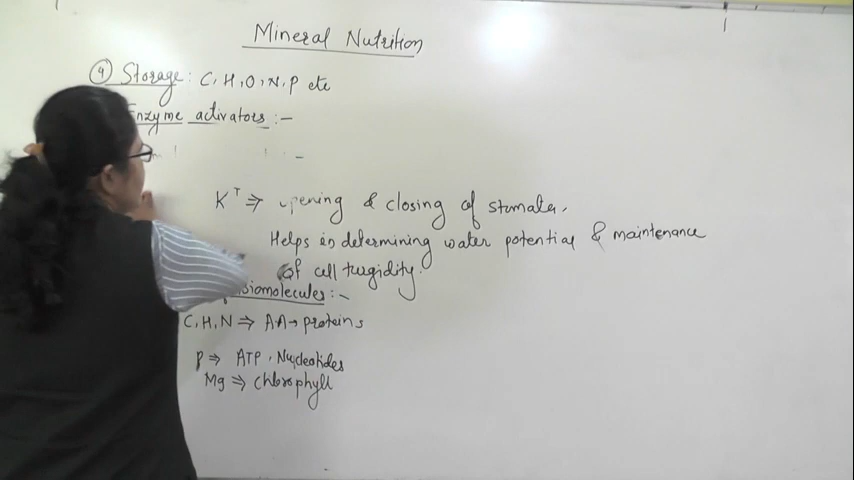 Mineral Nutrition
④ Storage: C, H, O, N, P etc
Enzyme activators :-
K⁺ ⇒ opening & closing of stomata.
Helps in determining water potential & maintenance
of cell turgidity.
biomolecules :-
C, H, N ⇒ AA → proteins
P ⇒ ATP, Nucleotides
Mg ⇒ chlorophyll